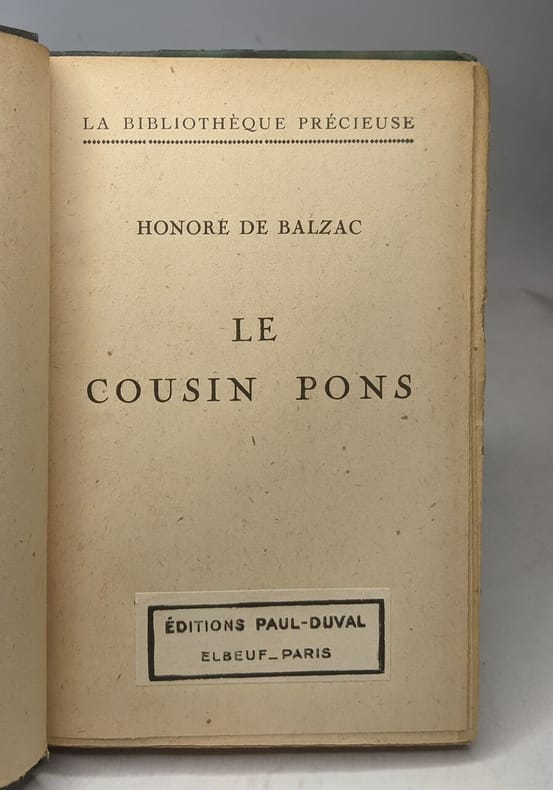 LA BIBLIOTHÈQUE PRÉCIEUSE
HONORÉ DE BALZAC
LE
COUSIN PONS
ÉDITIONS PAUL-DUVAL
ELBEUF_PARIS